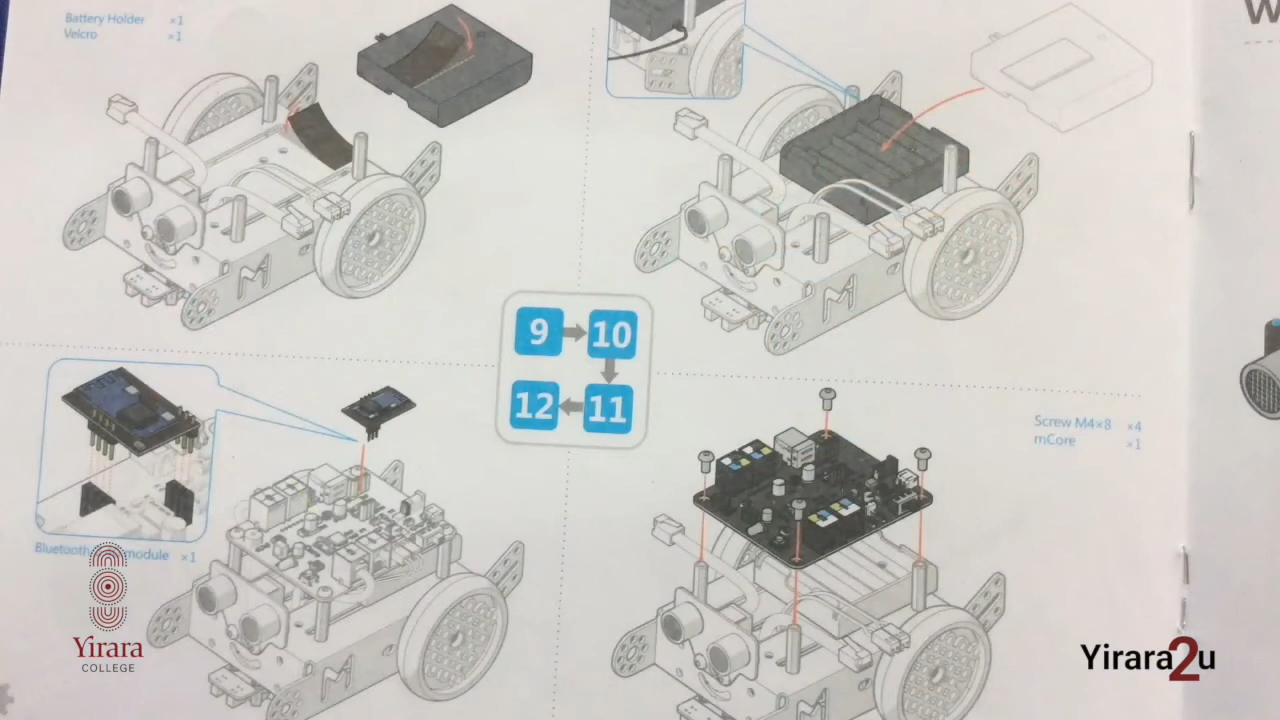 Battery Holder ×1
Velcro ×1
W
9 10
12 11
Screw M4×8 ×4
mCore ×1
Bluetooth module ×1
M
M
M
M
Yirara
COLLEGE
Yirara2u